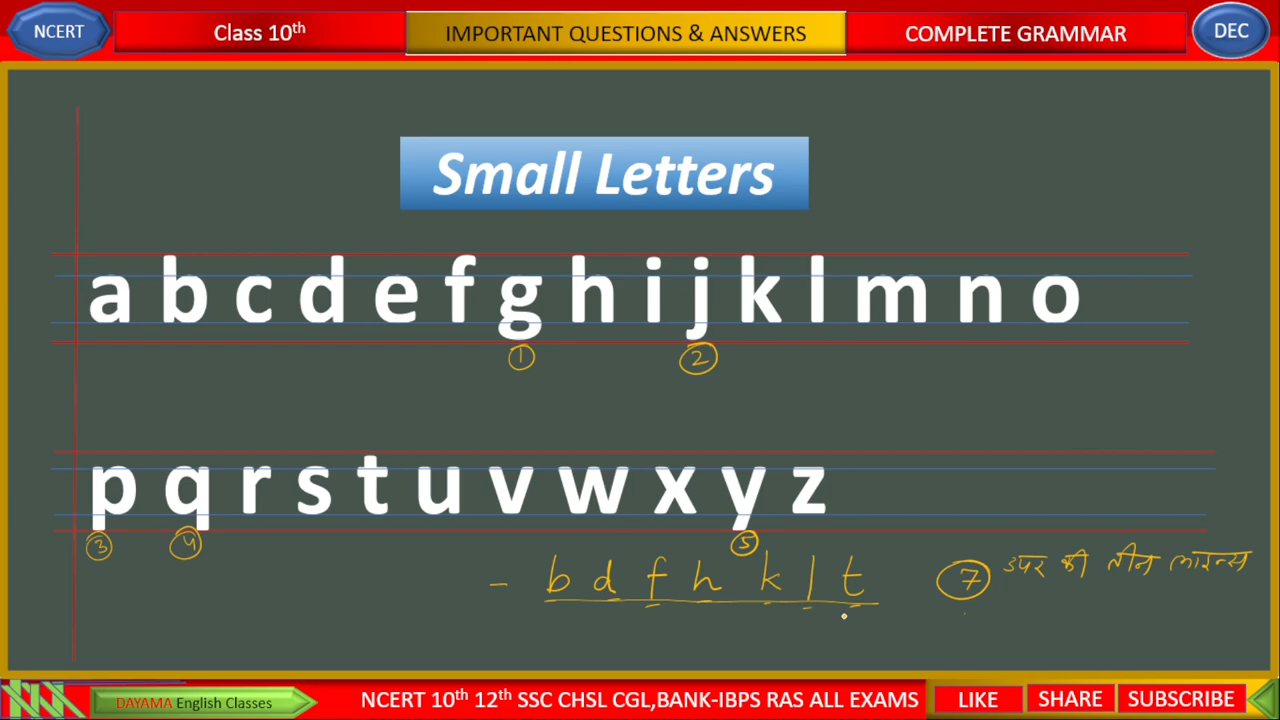 NCERT
Class 10th
IMPORTANT QUESTIONS & ANSWERS
COMPLETE GRAMMAR
DEC
Small Letters
a b c d e f g h i j k l m n o
1 2
p q r s t u v w x y z
3 4 5
- b d f h k l t 7 उपर की तीन लाइन्स
DAYAMA English Classes
NCERT 10th 12th SSC CHSL CGL,BANK-IBPS RAS ALL EXAMS
LIKE
SHARE
SUBSCRIBE